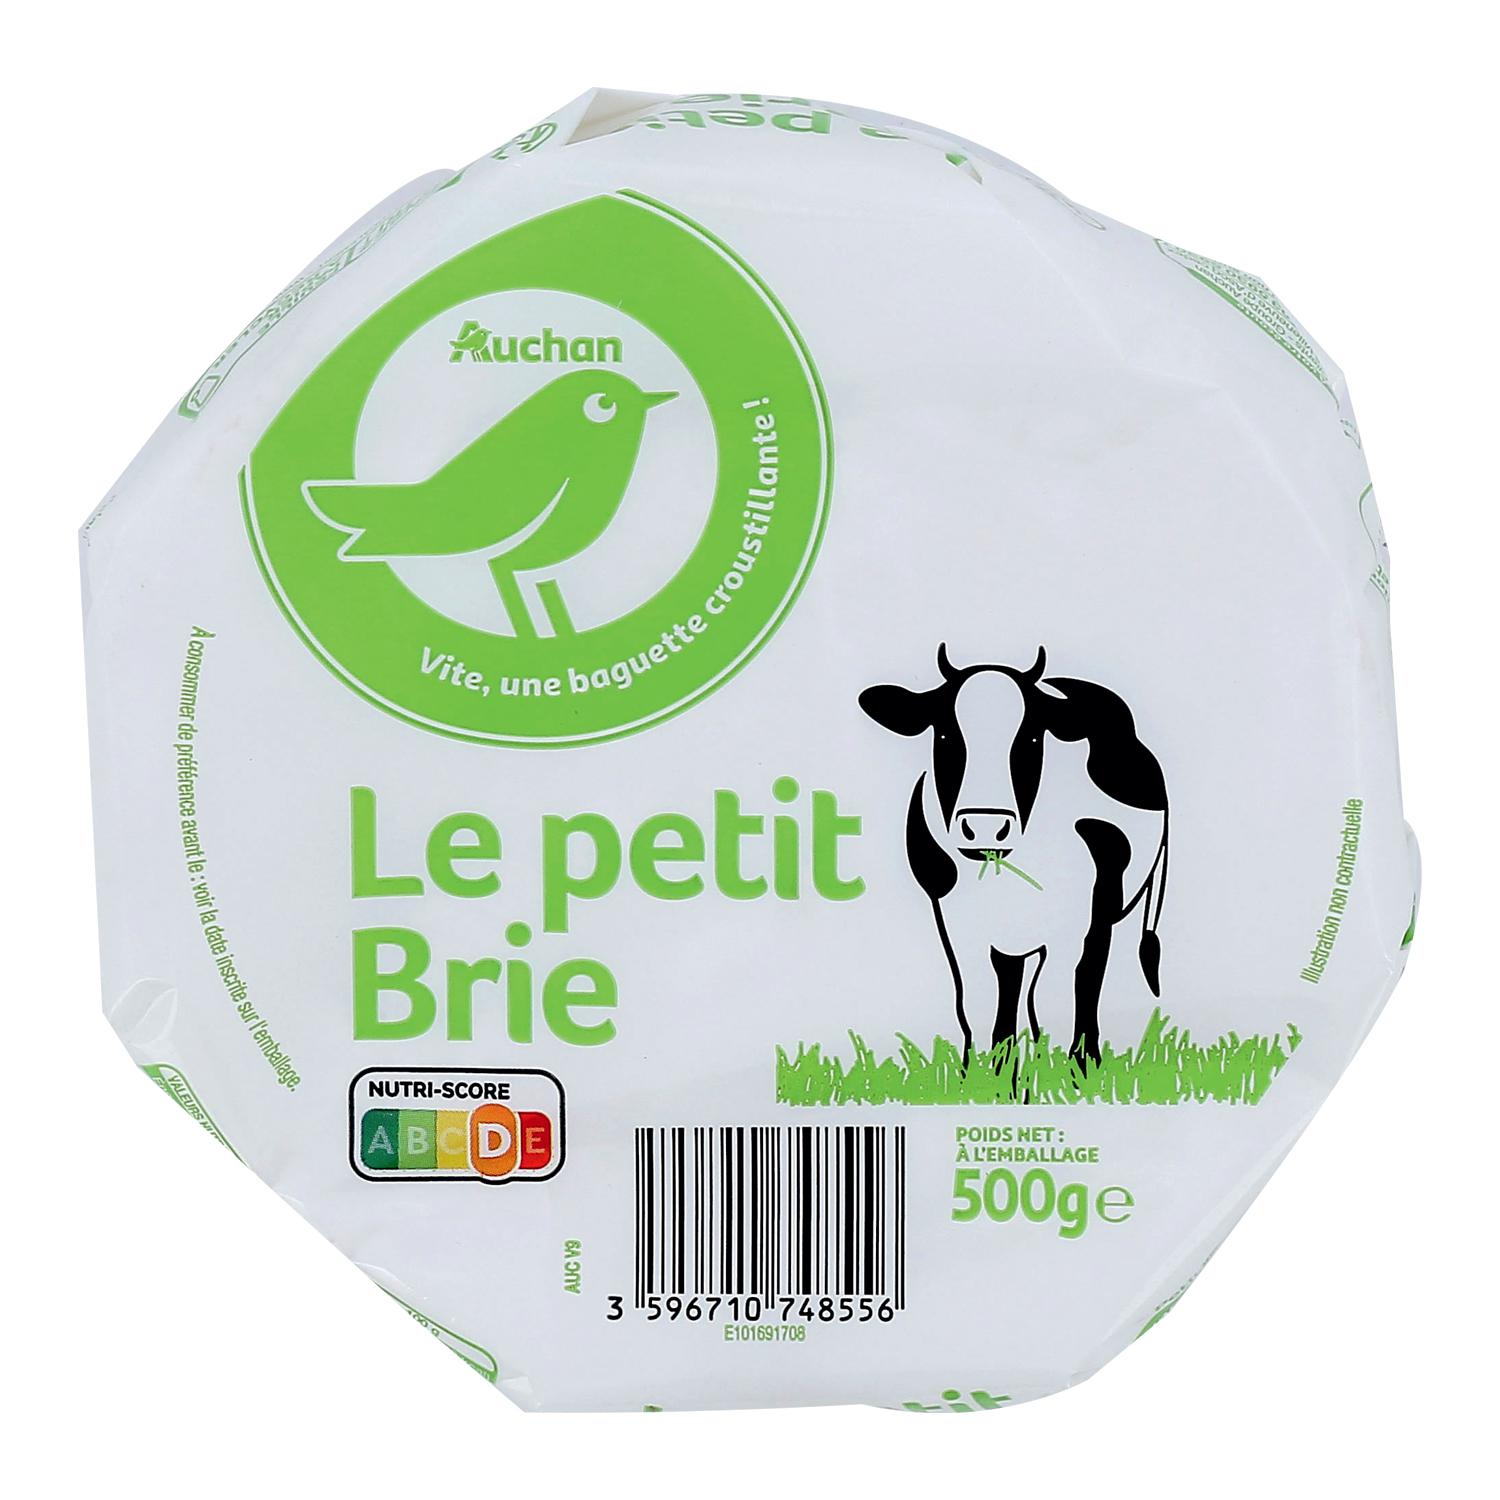 Auchan
Vite, une baguette croustillante !
À consommer de préférence avant le : voir la date inscrite sur l'emballage.
Le petit
Brie
Illustration non contractuelle
NUTRI-SCORE
A B C D E
POIDS NET :
À L'EMBALLAGE
500g e
AUC V9
3 596710 748556
E101691708